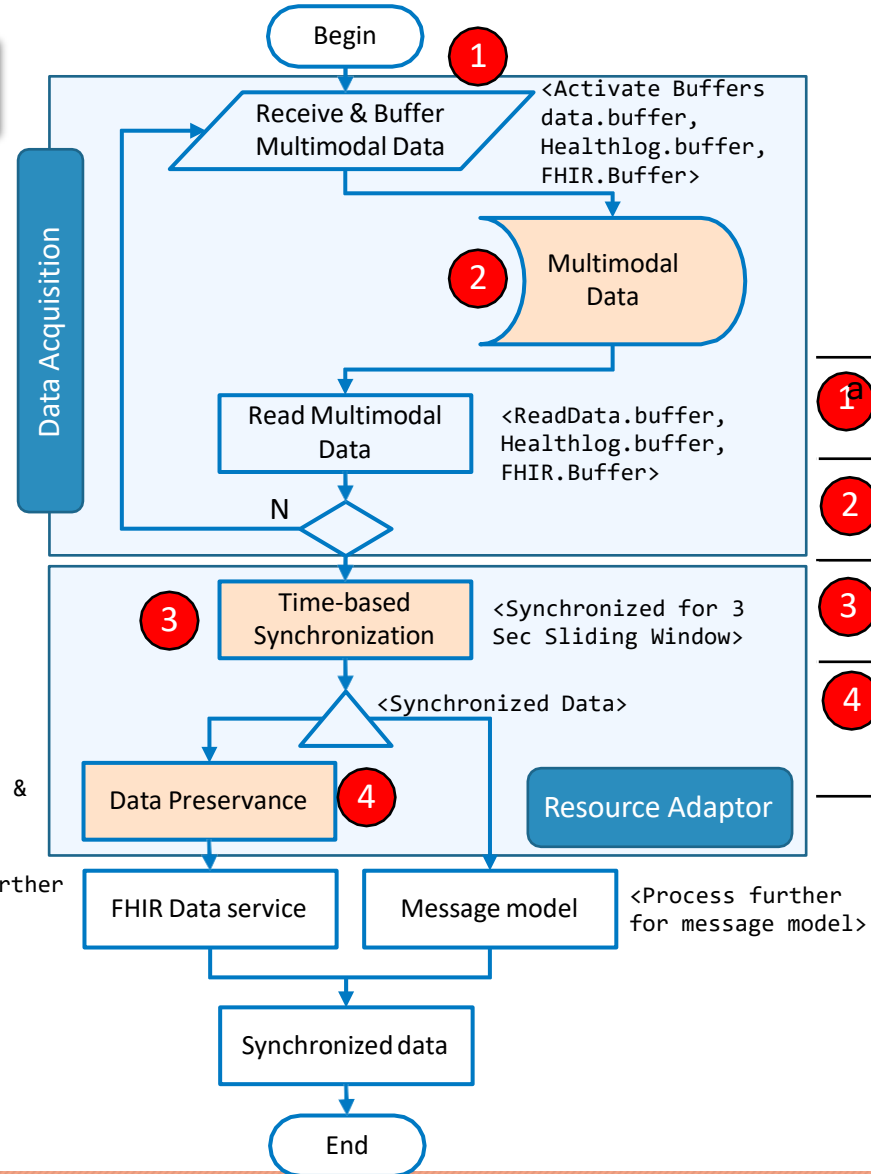 Begin
1
Receive & Buffer
Multimodal Data
<Activate Buffers
data.buffer,
Healthlog.buffer,
FHIR.Buffer>
Data Acquisition
2
Multimodal
Data
Read Multimodal
Data
<ReadData.buffer,
Healthlog.buffer,
FHIR.Buffer>
N
1
a
2
3
4
3
Time-based
Synchronization
<Synchronized for 3
Sec Sliding Window>
<Synchronized Data>
&
Data Preservance
4
Resource Adaptor
rther
FHIR Data service
Message model
<Process further
for message model>
Synchronized data
End